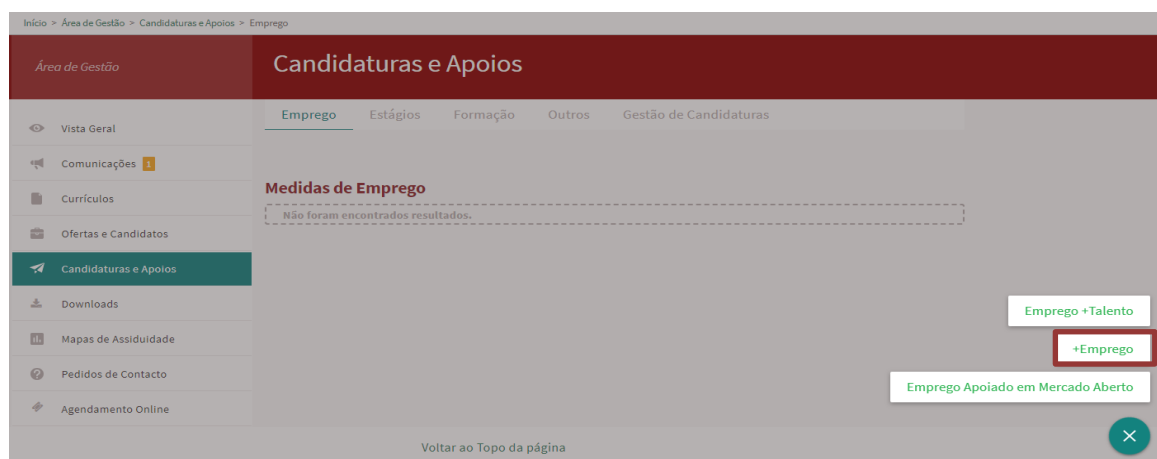 Início > Área de Gestão > Candidaturas e Apoios > Emprego
Área de Gestão
Candidaturas e Apoios
Emprego Estágios Formação Outros Gestão de Candidaturas
Vista Geral
Comunicações 1
Currículos
Ofertas e Candidatos
Candidaturas e Apoios
Downloads
Mapas de Assiduidade
Pedidos de Contacto
Agendamento Online
Medidas de Emprego
Não foram encontrados resultados.
Emprego +Talento
+Emprego
Emprego Apoiado em Mercado Aberto
Voltar ao Topo da página